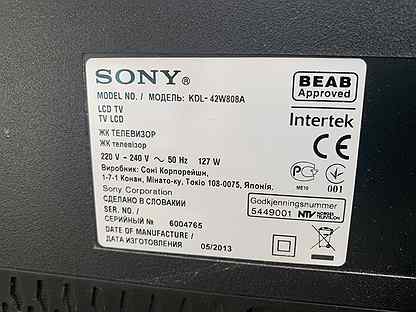 SONY®
MODEL NO. / МОДЕЛЬ: KDL-42W808A
LCD TV
TV LCD
ЖК ТЕЛЕВИЗОР
ЖК телевізор
220 V - 240 V ~ 50 Hz 127 W
Виробник: Соні Корпорейшн,
1-7-1 Конан, Мінато-ку, Токіо 108-0075, Японія.
Sony Corporation
СДЕЛАНО В СЛОВАКИИ
SER. NO. /
СЕРИЙНЫЙ № 6004765
DATE OF MANUFACTURE /
ДАТА ИЗГОТОВЛЕНИЯ 05/2013
BEAB
Approved
Intertek
CE
ME10
001
Godkjenningsnummer
5449001 NTV